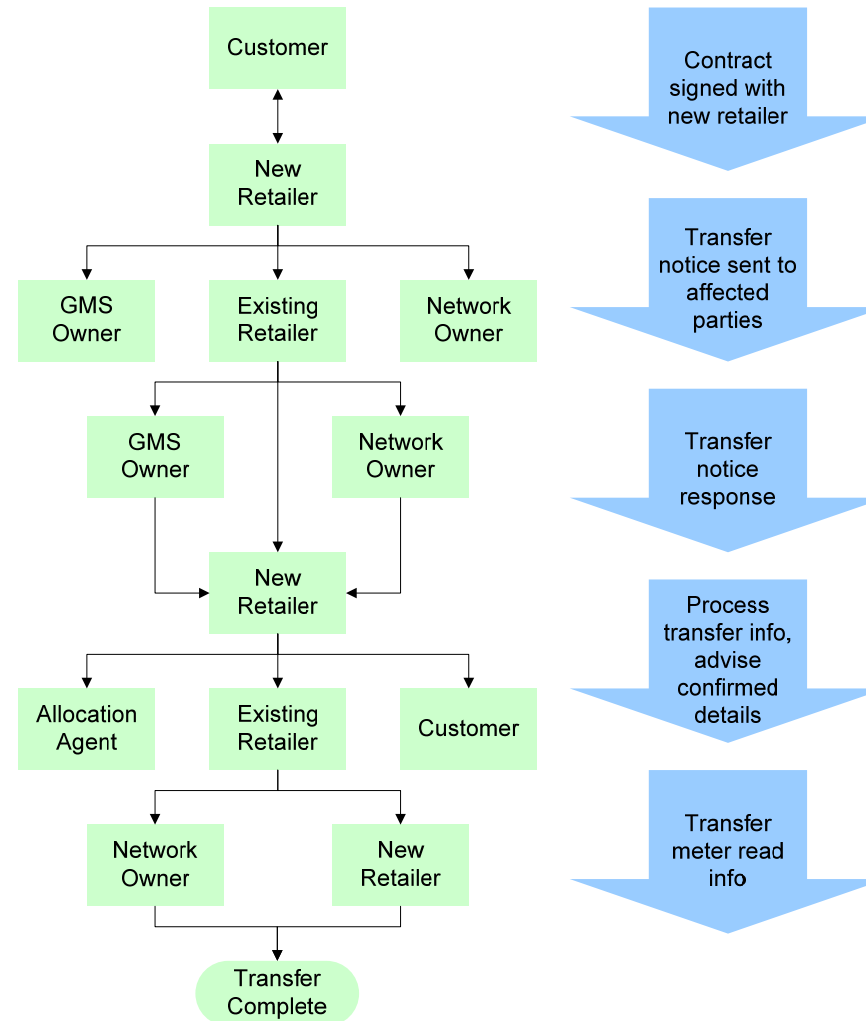 Customer
Contract
signed with
new retailer
New
Retailer
Transfer
notice sent to
affected
parties
GMS
Owner
Existing
Retailer
Network
Owner
GMS
Owner
Network
Owner
Transfer
notice
response
New
Retailer
Process
transfer info,
advise
confirmed
details
Allocation
Agent
Existing
Retailer
Customer
Network
Owner
New
Retailer
Transfer
meter read
info
Transfer
Complete